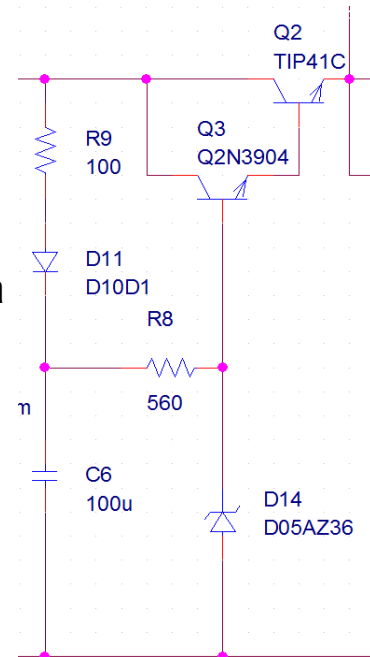 Q2
TIP41C
R9
100
Q3
Q2N3904
D11
D10D1
R8
560
C6
100u
D14
D05AZ36